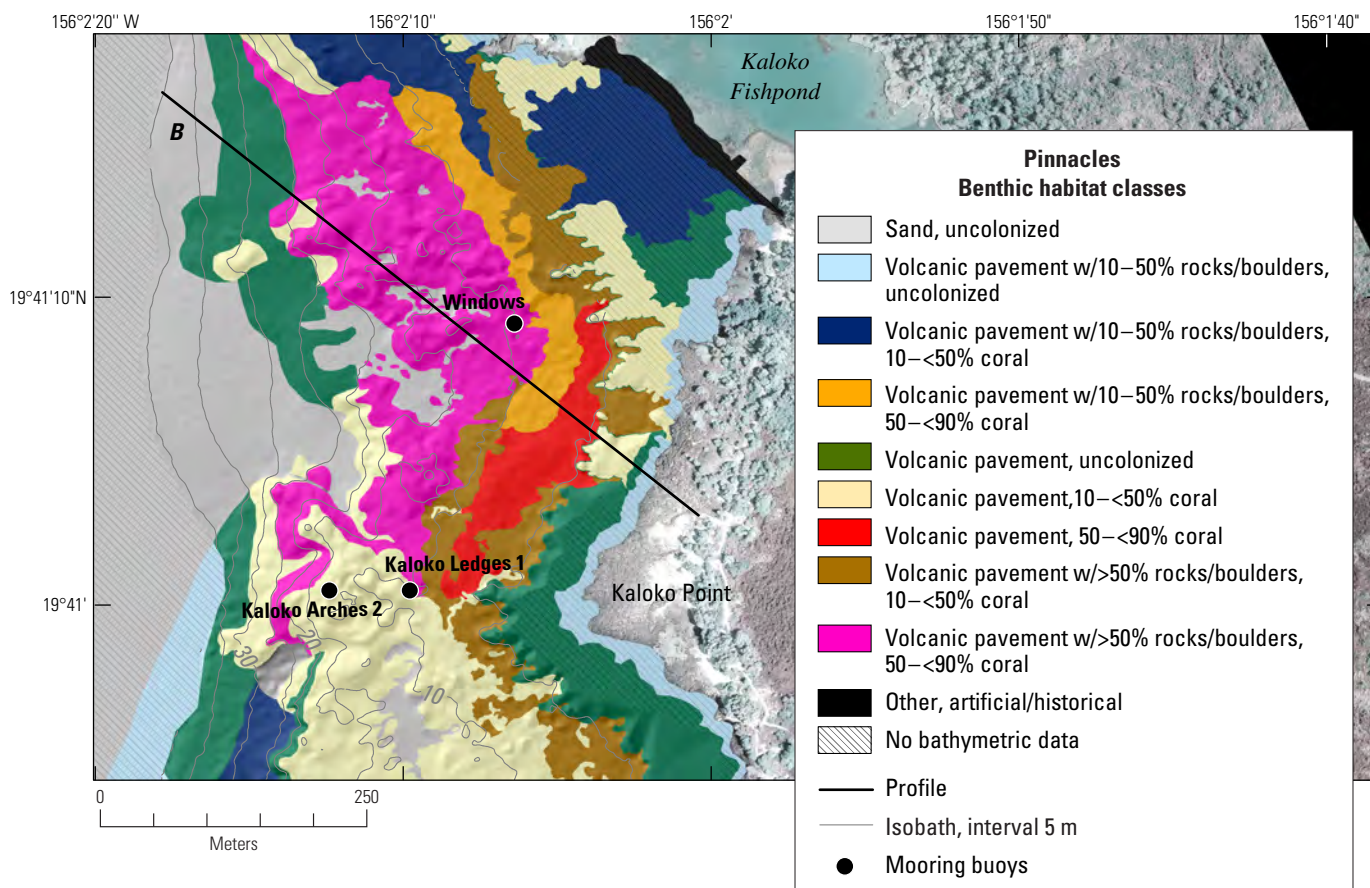 156°2'20" W
156°2'10"
156°2'
156°1'50"
156°1'40"
Kaloko
Fishpond
B
Pinnacles
Benthic habitat classes
Sand, uncolonized
Volcanic pavement w/10–50% rocks/boulders,
uncolonized
Volcanic pavement w/10–50% rocks/boulders,
10–<50% coral
Volcanic pavement w/10–50% rocks/boulders,
50–<90% coral
Volcanic pavement, uncolonized
Volcanic pavement,10–<50% coral
Volcanic pavement, 50–<90% coral
Volcanic pavement w/>50% rocks/boulders,
10–<50% coral
Volcanic pavement w/>50% rocks/boulders,
50–<90% coral
Other, artificial/historical
No bathymetric data
Profile
Isobath, interval 5 m
Mooring buoys
19°41'10"N
Windows
Kaloko Ledges 1
Kaloko Point
19°41'
Kaloko Arches 2
30
20
10
0
250
Meters